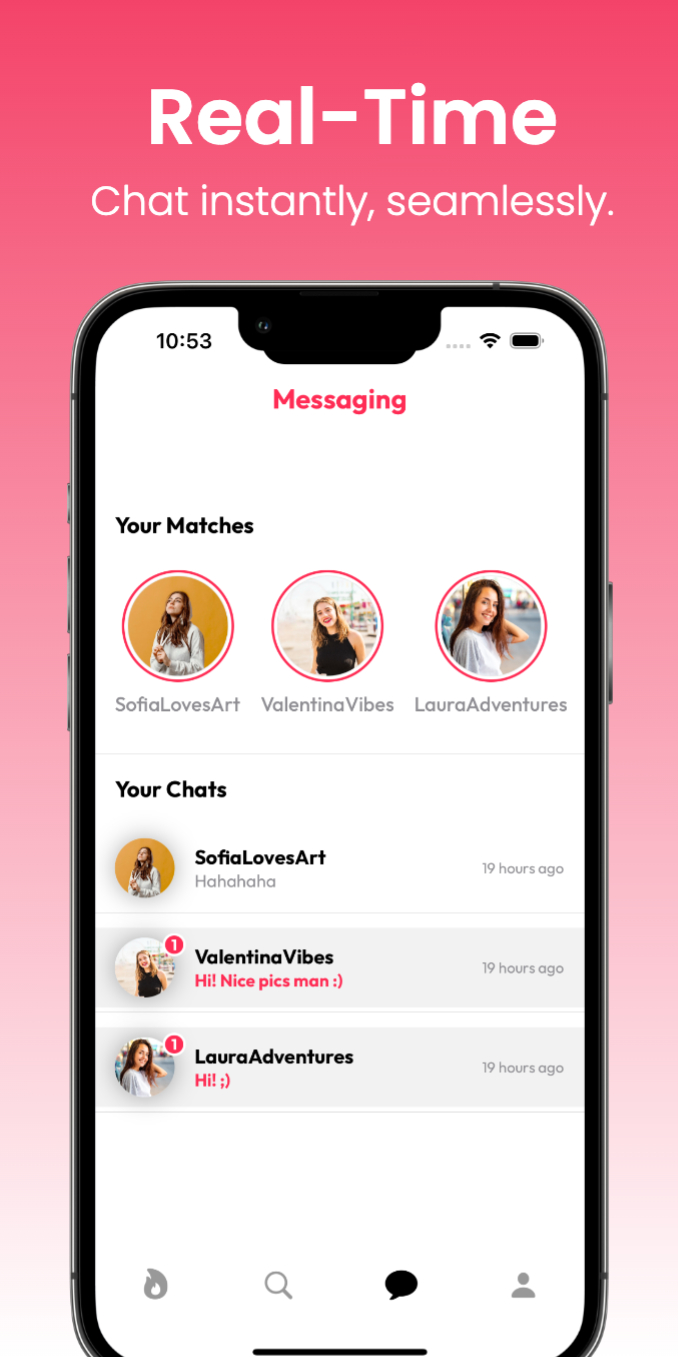 Real-Time
Chat instantly, seamlessly.
10:53
Messaging
Your Matches
SofiaLovesArt ValentinaVibes LauraAdventures
Your Chats
SofiaLovesArt
Hahahaha
19 hours ago
1
ValentinaVibes
Hi! Nice pics man :)
19 hours ago
1
LauraAdventures
Hi! ;)
19 hours ago